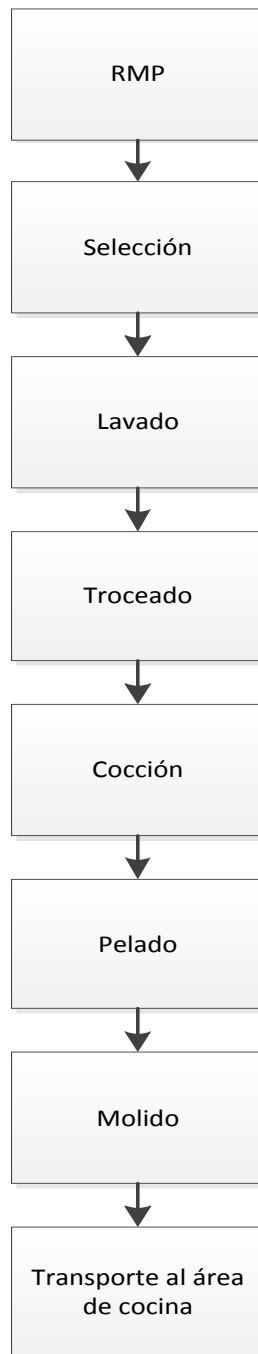 RMP
Selección
Lavado
Troceado
Cocción
Pelado
Molido
Transporte al área
de cocina